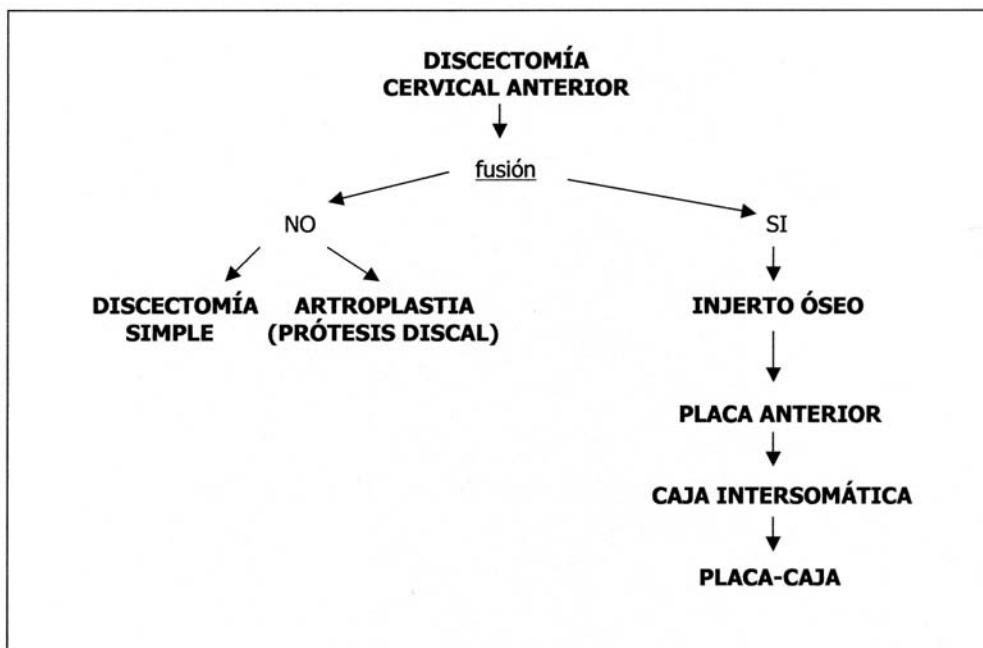 DISCECTOMÍA
CERVICAL ANTERIOR
fusión
NO
SI
DISCECTOMÍA
SIMPLE
ARTROPLASTIA
(PRÓTESIS DISCAL)
INJERTO ÓSEO
PLACA ANTERIOR
CAJA INTERSOMÁTICA
PLACA-CAJA